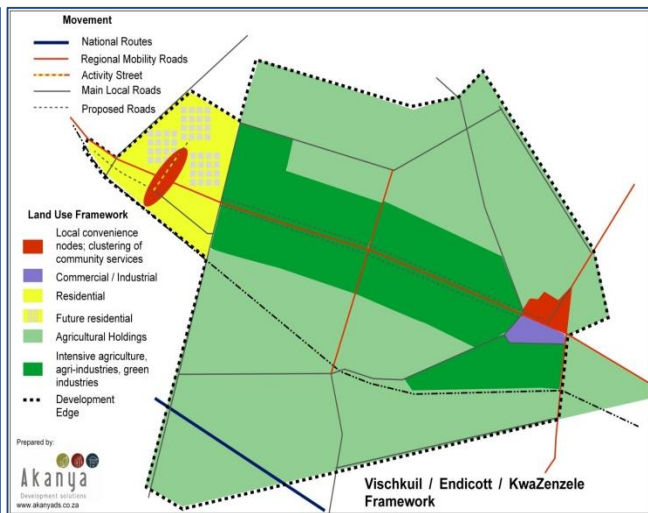 Movement
National Routes
Regional Mobility Roads
Activity Street
Main Local Roads
Proposed Roads
Land Use Framework
Local convenience
nodes; clustering of
community services
Commercial / Industrial
Residential
Future residential
Agricultural Holdings
Intensive agriculture,
agri-industries, green
industries
Development
Edge
Prepared by:
Akanya
Development solutions
www.akanyads.co.za
Vischkuil / Endicott / KwaZenzele
Framework